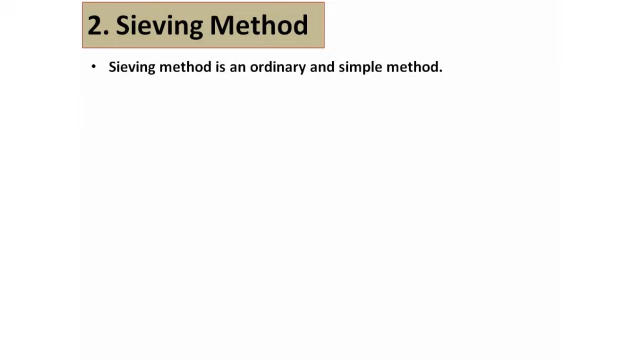 2. Sieving Method
• Sieving method is an ordinary and simple method.